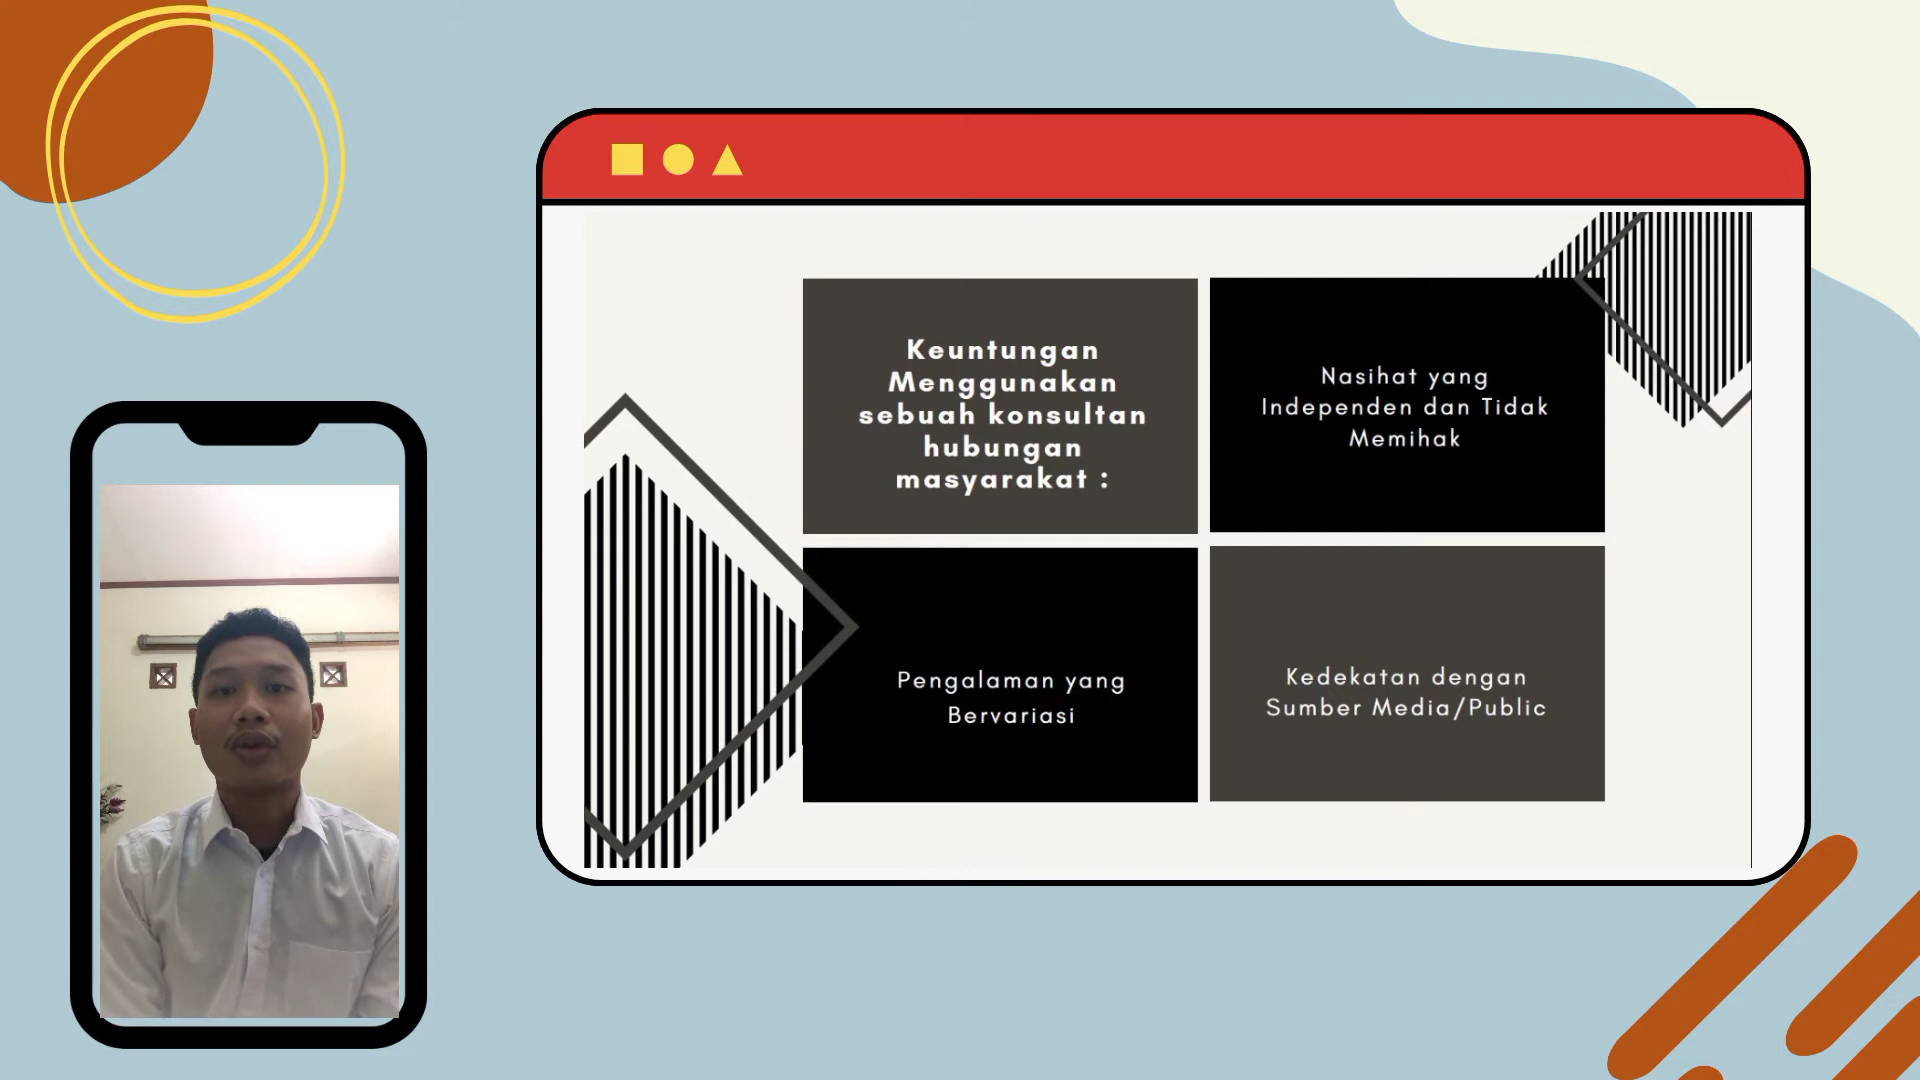 Keuntungan
Menggunakan
sebuah konsultan
hubungan
masyarakat :
Nasihat yang
Independen dan Tidak
Memihak
Pengalaman yang
Bervariasi
Kedekatan dengan
Sumber Media/Public